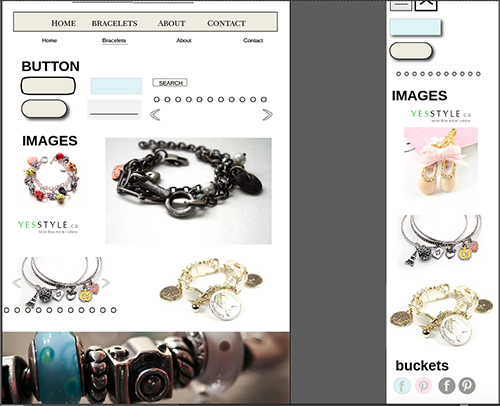 HOME BRACELETS ABOUT CONTACT
Home Bracelets About Contact
BUTTON
SEARCH
IMAGES
YESSTYLE.ca
IMAGES
YESSTYLE.ca
buckets